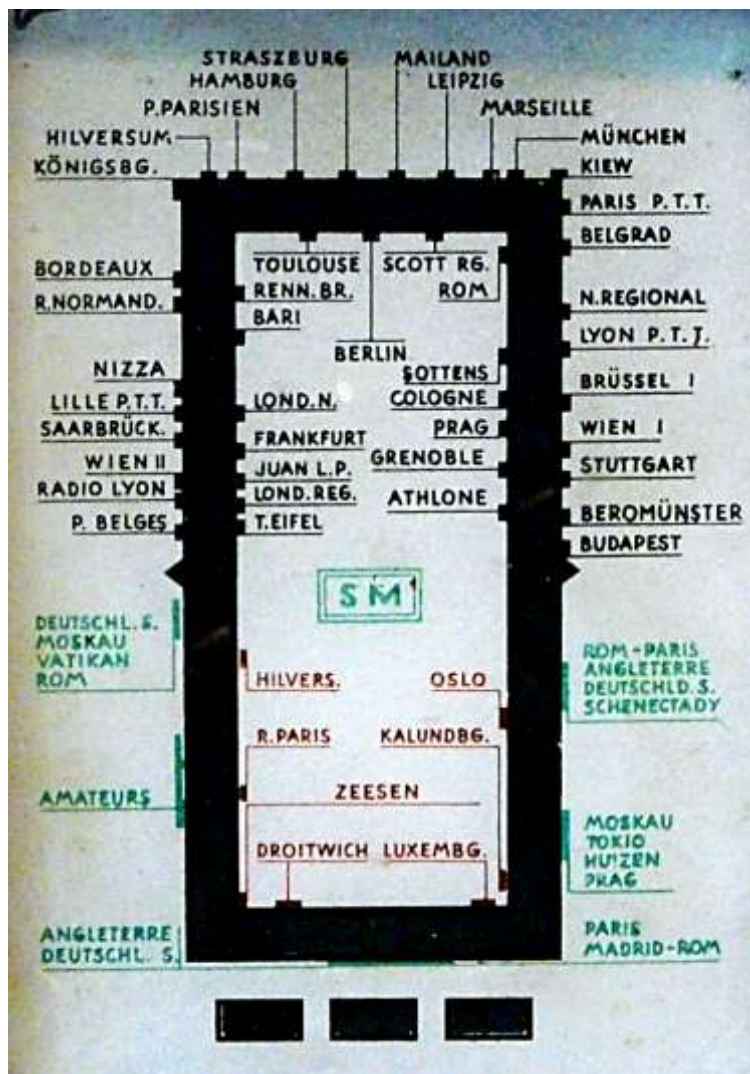 STRASZBURG MAILAND
HAMBURG LEIPZIG
P.PARISIEN MARSEILLE
HILVERSUM MÜNCHEN
KÖNIGSBG. KIEW
PARIS P.T.T.
BELGRAD
TOULOUSE SCOTT RG.
BORDEAUX
RENN.BR. ROM
R.NORMAND. N.REGIONAL
BARI
LYON P.T.T.
BERLIN
NIZZA SOTTENS BRÜSSEL I
LILLE P.T.T. LOND.N. COLOGNE
SAARBRÜCK. FRANKFURT PRAG WIEN I
WIEN II JUAN L.P. GRENOBLE STUTTGART
RADIO LYON LOND.REG. ATHLONE
P. BELGES T.EIFEL BEROMÜNSTER
BUDAPEST
SM
DEUTSCHL. S.
MOSKAU
VATIKAN
ROM
ROM-PARIS
ANGLETERRE
DEUTSCHLD. S.
SCHENECTADY
HILVERS. OSLO
R.PARIS KALUNDBG.
AMATEURS ZEESEN
MOSKAU
TOKIO
HUIZEN
PRAG
DROITWICH LUXEMBG.
ANGLETERRE
DEUTSCHL. S.
PARIS
MADRID-ROM